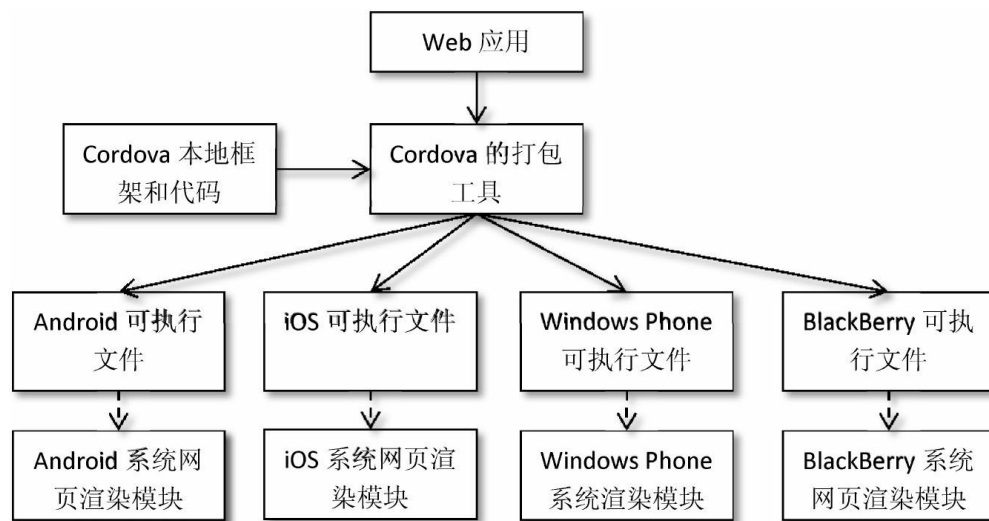 Web 应用
Cordova 本地框
架和代码
Cordova 的打包
工具
Android 可执行
文件
iOS 可执行文件
Windows Phone
可执行文件
BlackBerry 可执
行文件
Android 系统网
页渲染模块
iOS 系统网页渲
染模块
Windows Phone
系统渲染模块
BlackBerry 系统
网页渲染模块